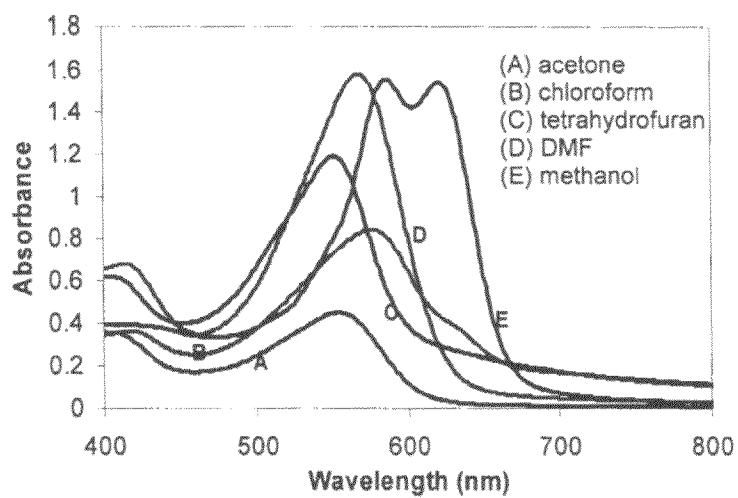 1.8
1.6
1.4
1.2
1
0.8
0.6
0.4
0.2
0
Absorbance
(A) acetone
(B) chloroform
(C) tetrahydrofuran
(D) DMF
(E) methanol
D
C
E
B
A
400 500 600 700 800
Wavelength (nm)